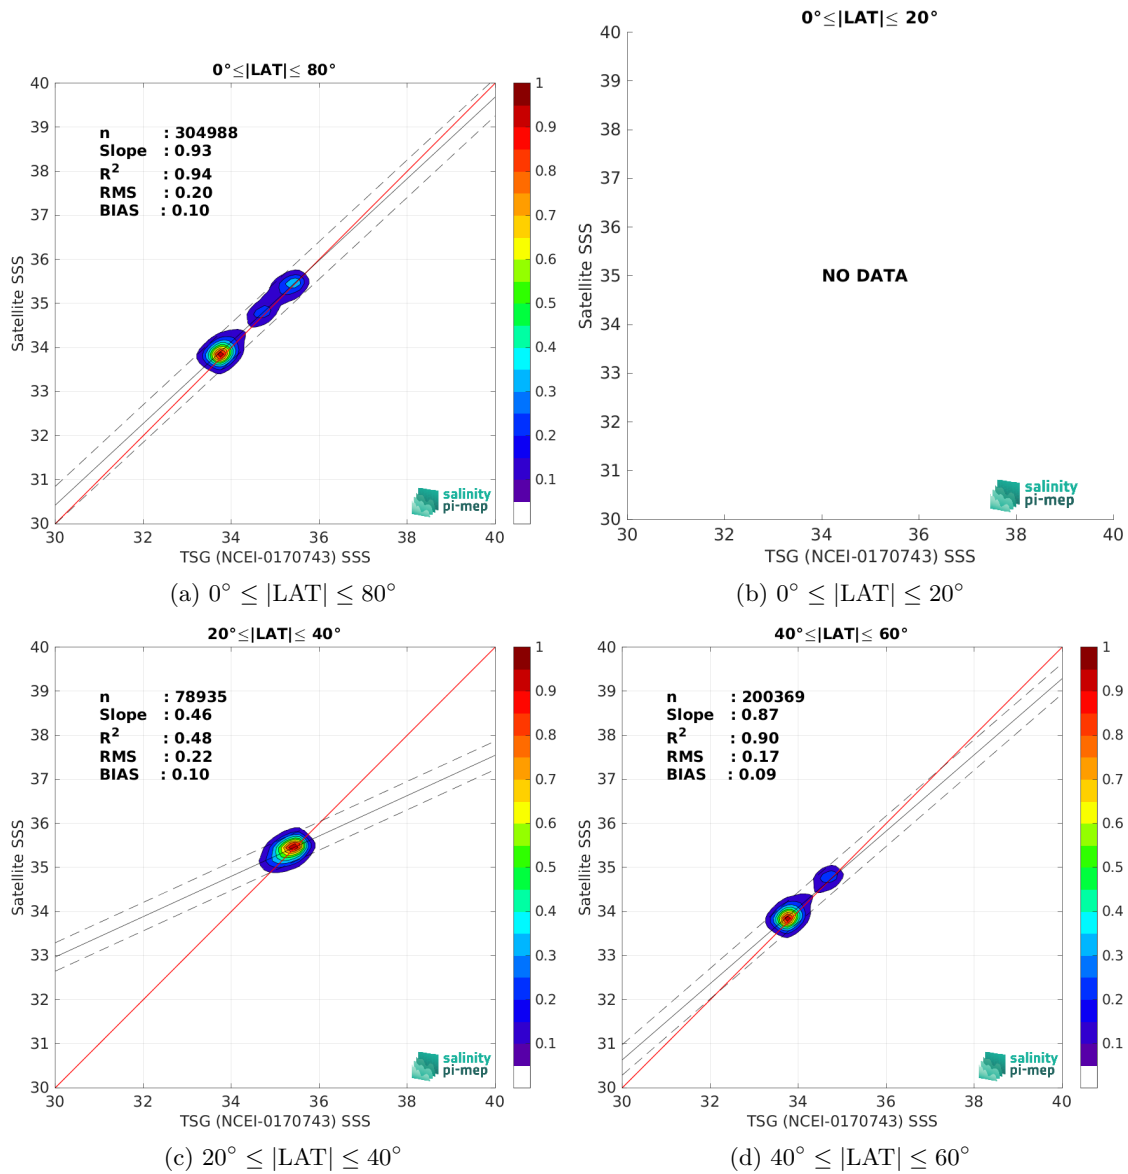 0°≤|LAT|≤ 80°
40
39
38
37
36
35
34
33
32
31
30
Satellite SSS
n : 304988
Slope : 0.93
R² : 0.94
RMS : 0.20
BIAS : 0.10
salinity
pi-mep
30 32 34 36 38 40
TSG (NCEI-0170743) SSS
1
0.9
0.8
0.7
0.6
0.5
0.4
0.3
0.2
0.1
(a) 0° ≤ |LAT| ≤ 80°
0°≤|LAT|≤ 20°
40
39
38
37
36
35
34
33
32
31
30
Satellite SSS
NO DATA
salinity
pi-mep
30 32 34 36 38 40
TSG (NCEI-0170743) SSS
(b) 0° ≤ |LAT| ≤ 20°
20°≤|LAT|≤ 40°
40
39
38
37
36
35
34
33
32
31
30
Satellite SSS
n : 78935
Slope : 0.46
R² : 0.48
RMS : 0.22
BIAS : 0.10
salinity
pi-mep
30 32 34 36 38 40
TSG (NCEI-0170743) SSS
1
0.9
0.8
0.7
0.6
0.5
0.4
0.3
0.2
0.1
(c) 20° ≤ |LAT| ≤ 40°
40°≤|LAT|≤ 60°
40
39
38
37
36
35
34
33
32
31
30
Satellite SSS
n : 200369
Slope : 0.87
R² : 0.90
RMS : 0.17
BIAS : 0.09
salinity
pi-mep
30 32 34 36 38 40
TSG (NCEI-0170743) SSS
1
0.9
0.8
0.7
0.6
0.5
0.4
0.3
0.2
0.1
(d) 40° ≤ |LAT| ≤ 60°